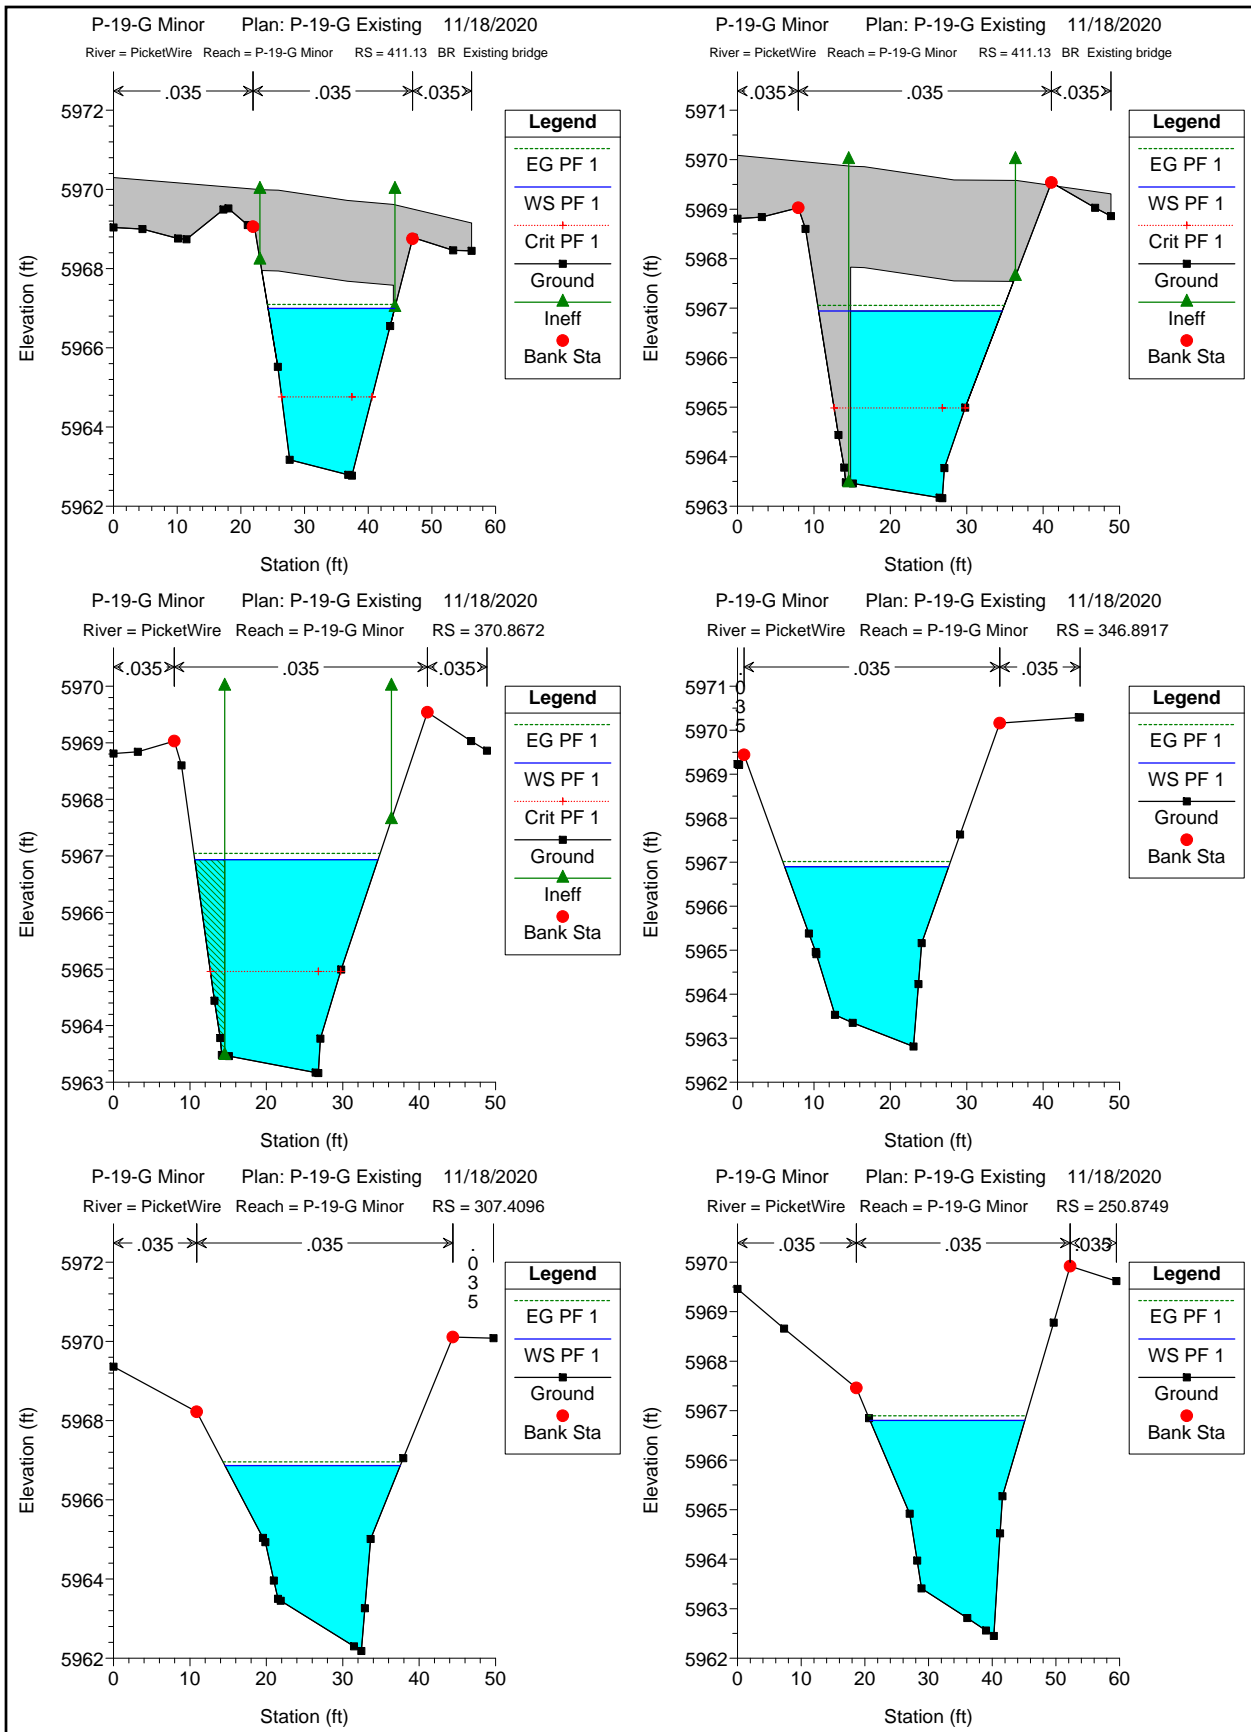 P-19-G Minor Plan: P-19-G Existing 11/18/2020
River = PicketWire Reach = P-19-G Minor RS = 411.13 BR Existing bridge
.035 .035 .035
5972
5970
5968
5966
5964
5962
Elevation (ft)
0 10 20 30 40 50 60
Station (ft)
Legend
EG PF 1
WS PF 1
Crit PF 1
Ground
Ineff
Bank Sta
P-19-G Minor Plan: P-19-G Existing 11/18/2020
River = PicketWire Reach = P-19-G Minor RS = 411.13 BR Existing bridge
.035 .035 .035
5971
5970
5969
5968
5967
5966
5965
5964
5963
Elevation (ft)
0 10 20 30 40 50
Station (ft)
Legend
EG PF 1
WS PF 1
Crit PF 1
Ground
Ineff
Bank Sta
P-19-G Minor Plan: P-19-G Existing 11/18/2020
River = PicketWire Reach = P-19-G Minor RS = 370.8672
.035 .035 .035
5970
5969
5968
5967
5966
5965
5964
5963
Elevation (ft)
0 10 20 30 40 50
Station (ft)
Legend
EG PF 1
WS PF 1
Crit PF 1
Ground
Ineff
Bank Sta
P-19-G Minor Plan: P-19-G Existing 11/18/2020
River = PicketWire Reach = P-19-G Minor RS = 346.8917
.035 .035 .035
5971
5970
5969
5968
5967
5966
5965
5964
5963
5962
Elevation (ft)
0 10 20 30 40 50
Station (ft)
Legend
EG PF 1
WS PF 1
Ground
Bank Sta
P-19-G Minor Plan: P-19-G Existing 11/18/2020
River = PicketWire Reach = P-19-G Minor RS = 307.4096
.035 .035 .035
5972
5970
5968
5966
5964
5962
Elevation (ft)
0 10 20 30 40 50
Station (ft)
Legend
EG PF 1
WS PF 1
Ground
Bank Sta
P-19-G Minor Plan: P-19-G Existing 11/18/2020
River = PicketWire Reach = P-19-G Minor RS = 250.8749
.035 .035 .035
5970
5969
5968
5967
5966
5965
5964
5963
5962
Elevation (ft)
0 10 20 30 40 50 60
Station (ft)
Legend
EG PF 1
WS PF 1
Ground
Bank Sta